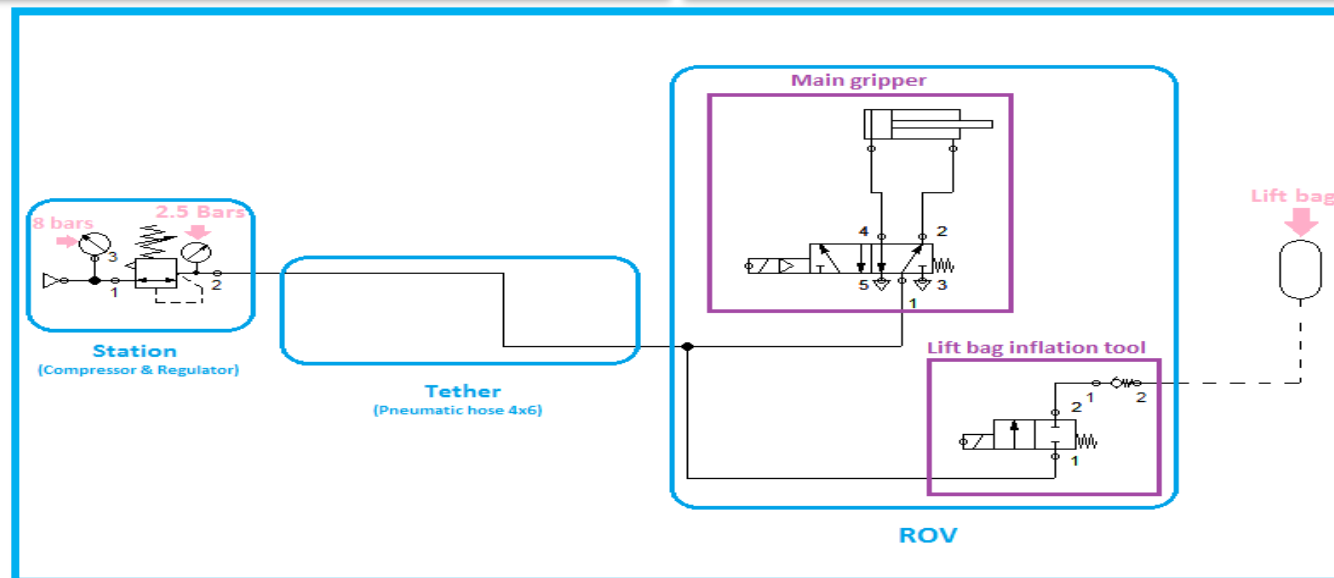 Main gripper
8 bars
2.5 Bars
3
1
2
Station
(Compressor & Regulator)
Tether
(Pneumatic hose 4x6)
4
2
5
3
1
Lift bag
Lift bag inflation tool
1
2
2
1
ROV